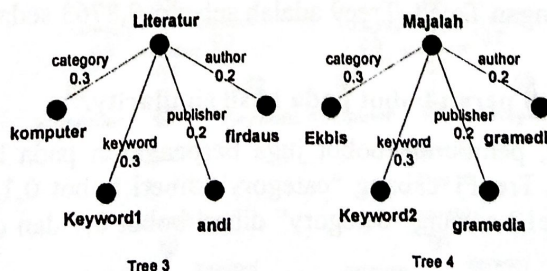 Literatur
category
0.3
author
0.2
komputer
publisher
0.2
firdaus
keyword
0.3
Keyword1
andi
Tree 3
Majalah
category
0.3
author
0.2
Ekbis
publisher
0.2
gramedi
keyword
0.3
Keyword2
gramedia
Tree 4